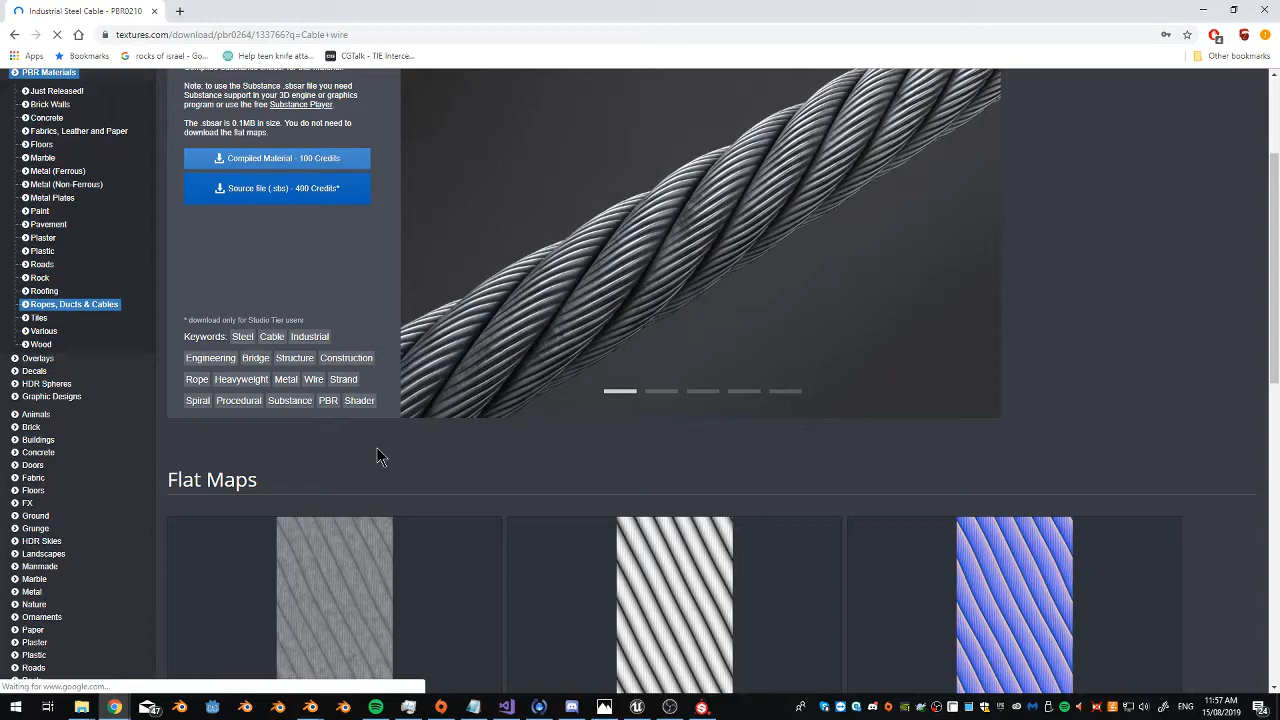 Industrial Steel Cable - PBR0210
textures.com/download/pbr0264/133766?q=Cable+wire
Apps
Bookmarks
rocks of israel - Go...
Help teen knife atta...
CGTalk - TIE Interce...
Other bookmarks
PBR Materials
Just Released!
Brick Walls
Concrete
Fabrics, Leather and Paper
Floors
Marble
Metal (Ferrous)
Metal (Non-Ferrous)
Metal Plates
Paint
Pavement
Plaster
Plastic
Roads
Rock
Roofing
Ropes, Ducts & Cables
Tiles
Various
Wood
Overlays
Decals
HDR Spheres
Graphic Designs
Animals
Brick
Buildings
Concrete
Doors
Fabric
Floors
FX
Ground
Grunge
HDR Skies
Landscapes
Manmade
Marble
Metal
Nature
Ornaments
Paper
Plaster
Plastic
Roads
Note: to use the Substance .sbsar file you need
Substance support in your 3D engine or graphics
program or use the free Substance Player.
The .sbsar is 0.1MB in size. You do not need to
download the flat maps.
Compiled Material - 100 Credits
Source file (.sbs) - 400 Credits*
* download only for Studio Tier users
Keywords: Steel Cable Industrial
Engineering Bridge Structure Construction
Rope Heavyweight Metal Wire Strand
Spiral Procedural Substance PBR Shader
Flat Maps
Waiting for www.google.com...
47
ENG
11:57 AM
15/08/2019
24